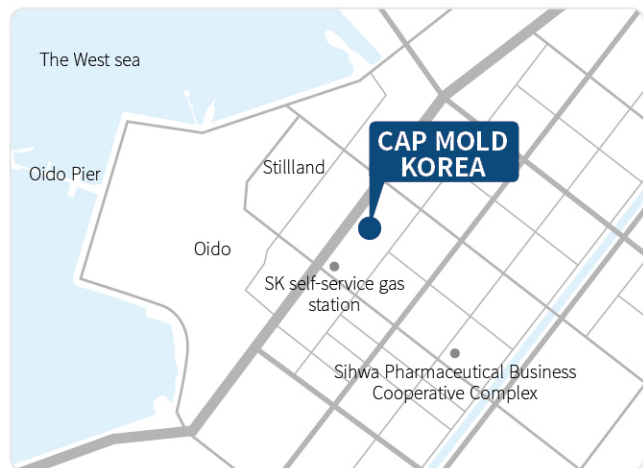 The West sea
CAP MOLD
KOREA
Stillland
Oido Pier
Oido
SK self-service gas
station
Sihwa Pharmaceutical Business
Cooperative Complex